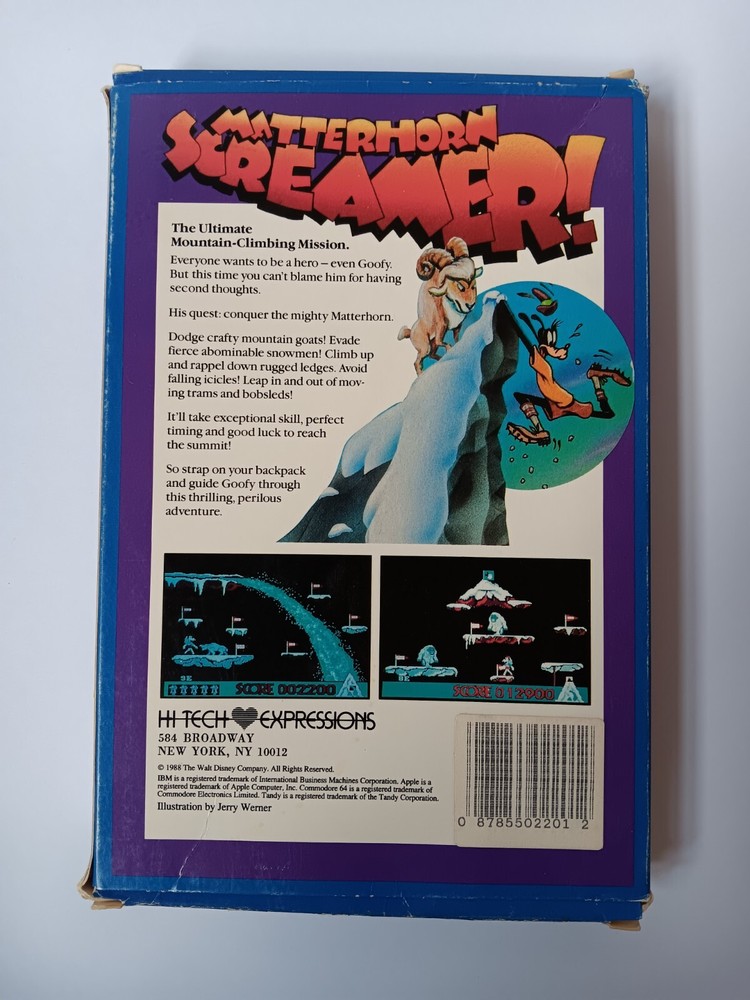 MATTERHORN
SCREAMER!
The Ultimate
Mountain-Climbing Mission.
Everyone wants to be a hero – even Goofy.
But this time you can't blame him for having
second thoughts.
His quest: conquer the mighty Matterhorn.
Dodge crafty mountain goats! Evade
fierce abominable snowmen! Climb up
and rappel down rugged ledges. Avoid
falling icicles! Leap in and out of mov-
ing trams and bobsleds!
It'll take exceptional skill, perfect
timing and good luck to reach
the summit!
So strap on your backpack
and guide Goofy through
this thrilling, perilous
adventure.
SE
SCORE 002200
SE
SCORE 012900
HI TECH EXPRESSIONS
584 BROADWAY
NEW YORK, NY 10012
© 1988 The Walt Disney Company. All Rights Reserved.
IBM is a registered trademark of International Business Machines Corporation. Apple is a
registered trademark of Apple Computer, Inc. Commodore 64 is a registered trademark of
Commodore Electronics Limited. Tandy is a registered trademark of the Tandy Corporation.
Illustration by Jerry Werner
0 8785502201 2